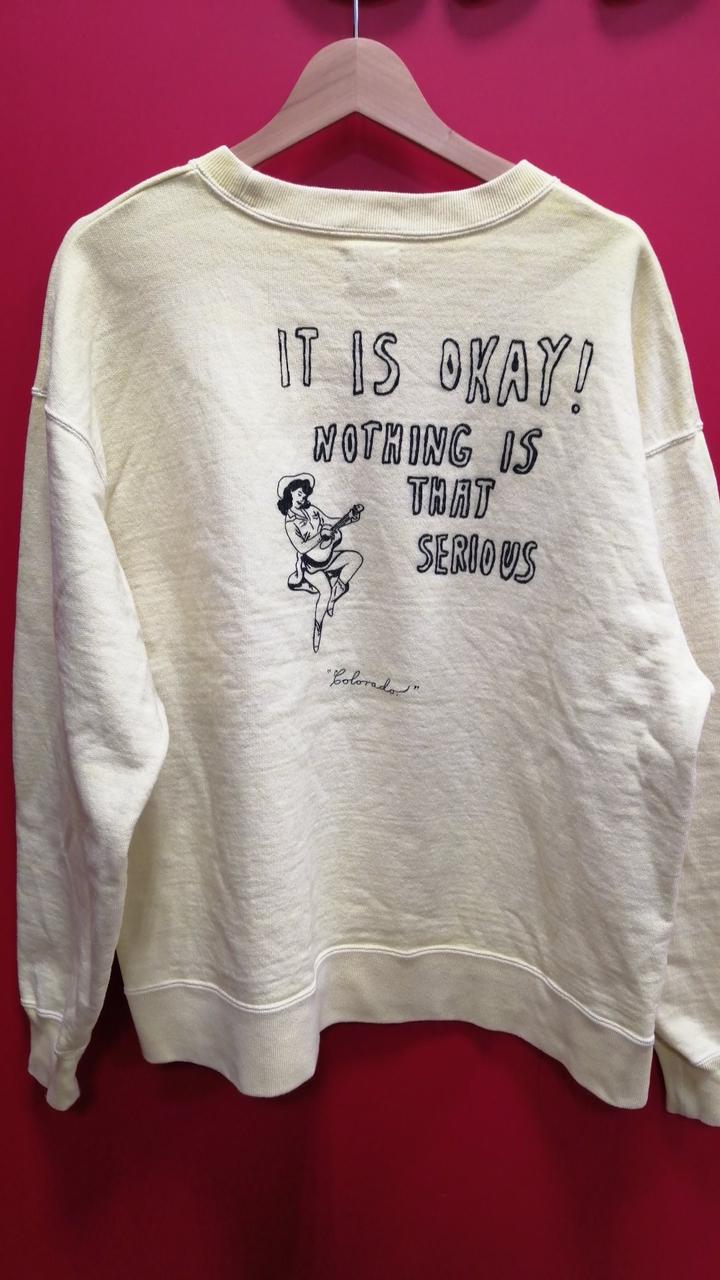 IT IS OKAY!
NOTHING IS
THAT
SERIOUS
"Colorado."